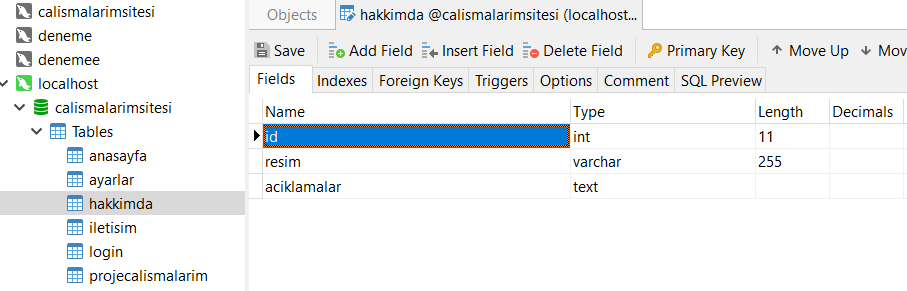 calismalarimsitesi
deneme
denemee
localhost
calismalarimsitesi
Tables
anasayfa
ayarlar
hakkimda
iletisim
login
projecalismalarim
Objects hakkimda @calismalarimsitesi (localhost...
Save Add Field Insert Field Delete Field Primary Key Move Up Mov
Fields Indexes Foreign Keys Triggers Options Comment SQL Preview
Name Type Length Decimals
id int 11
resim varchar 255
aciklamalar text